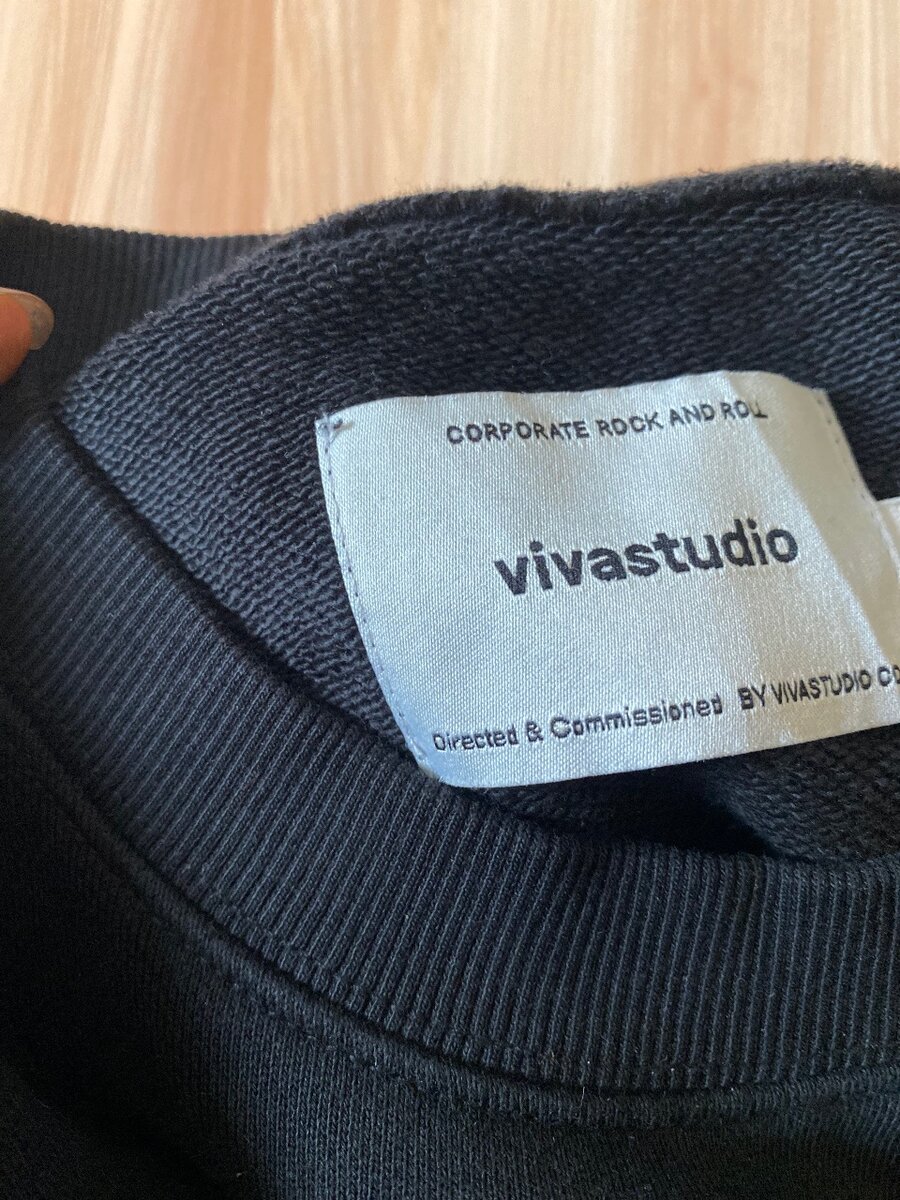 CORPORATE ROCK AND ROLL
vivastudio
Directed & Commissioned BY VIVASTUDIO